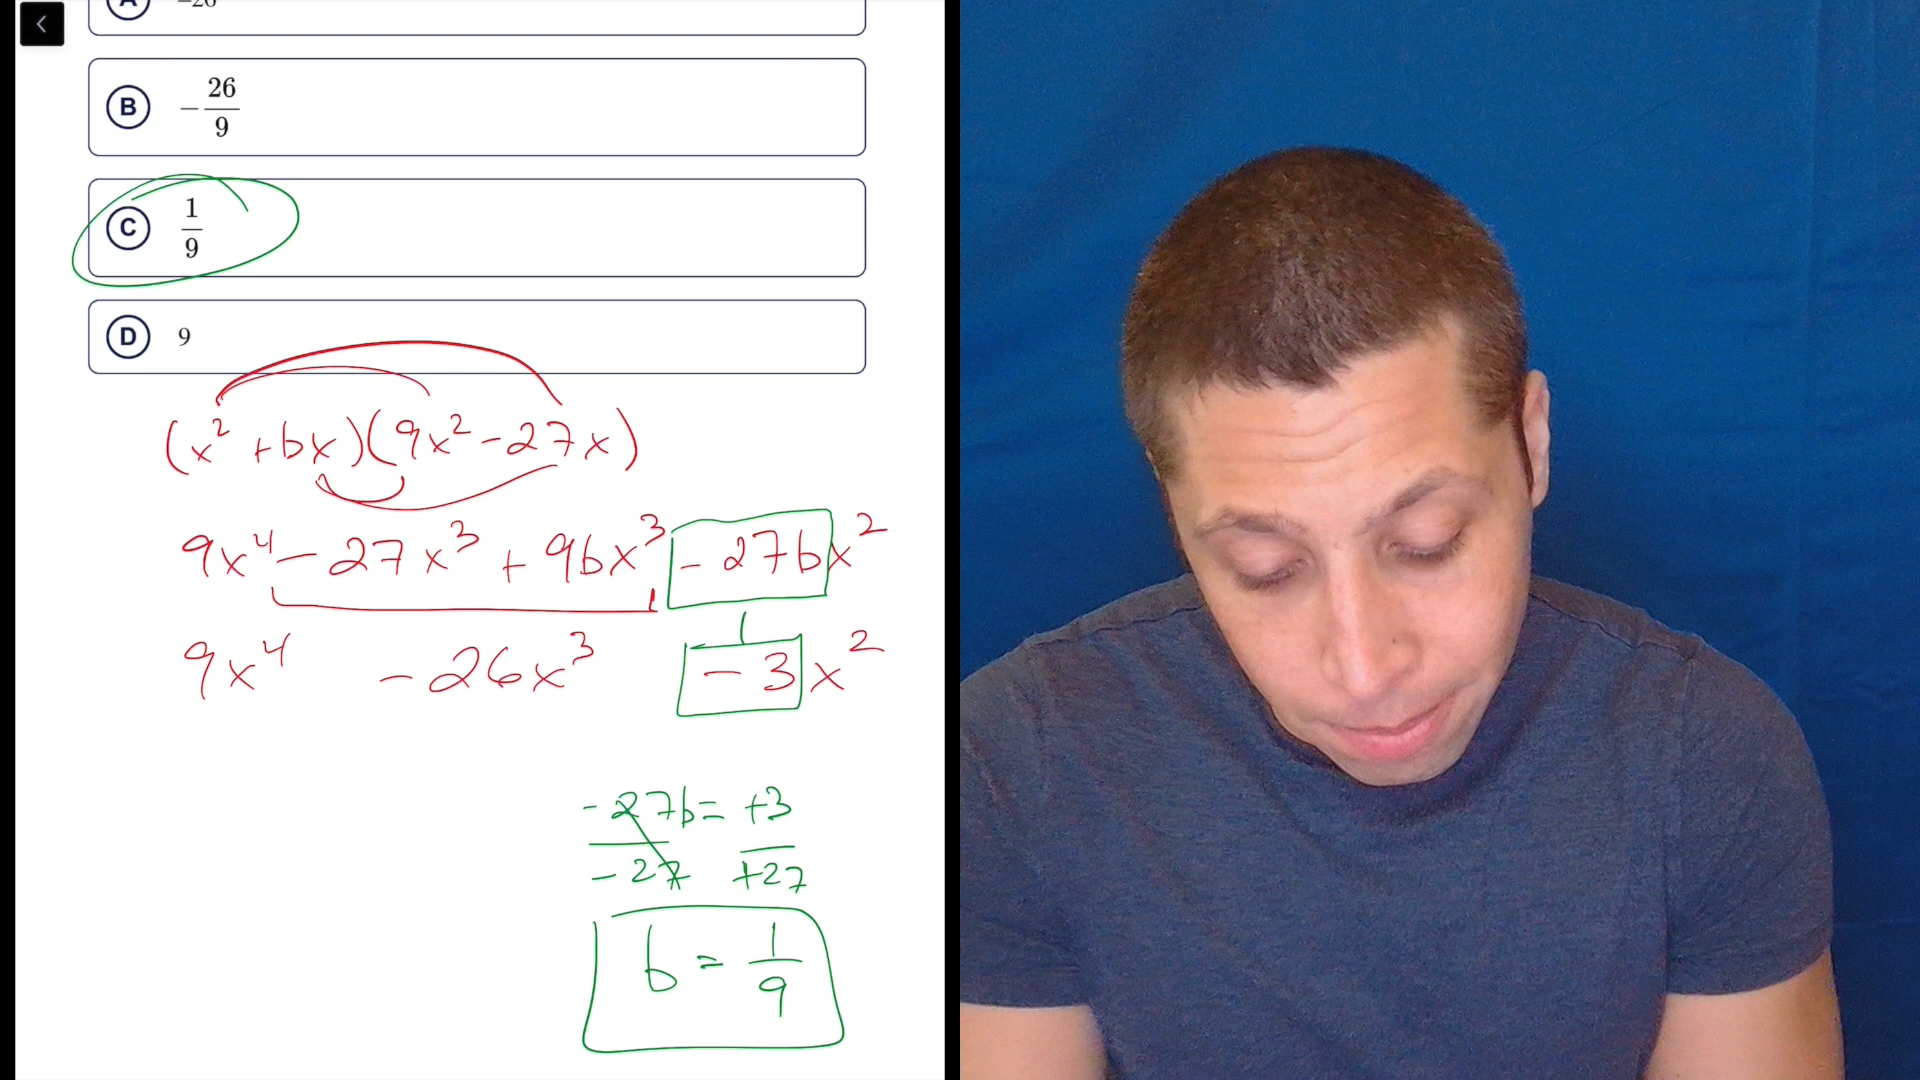 A -26
B -26/9
C 1/9
D 9
(x² + bx)(9x² - 27x)
9x⁴ - 27x³ + 9bx³ - 27bx²
9x⁴ - 26x³ - 3x²
-27b = +3
-27 +27
b = 1/9